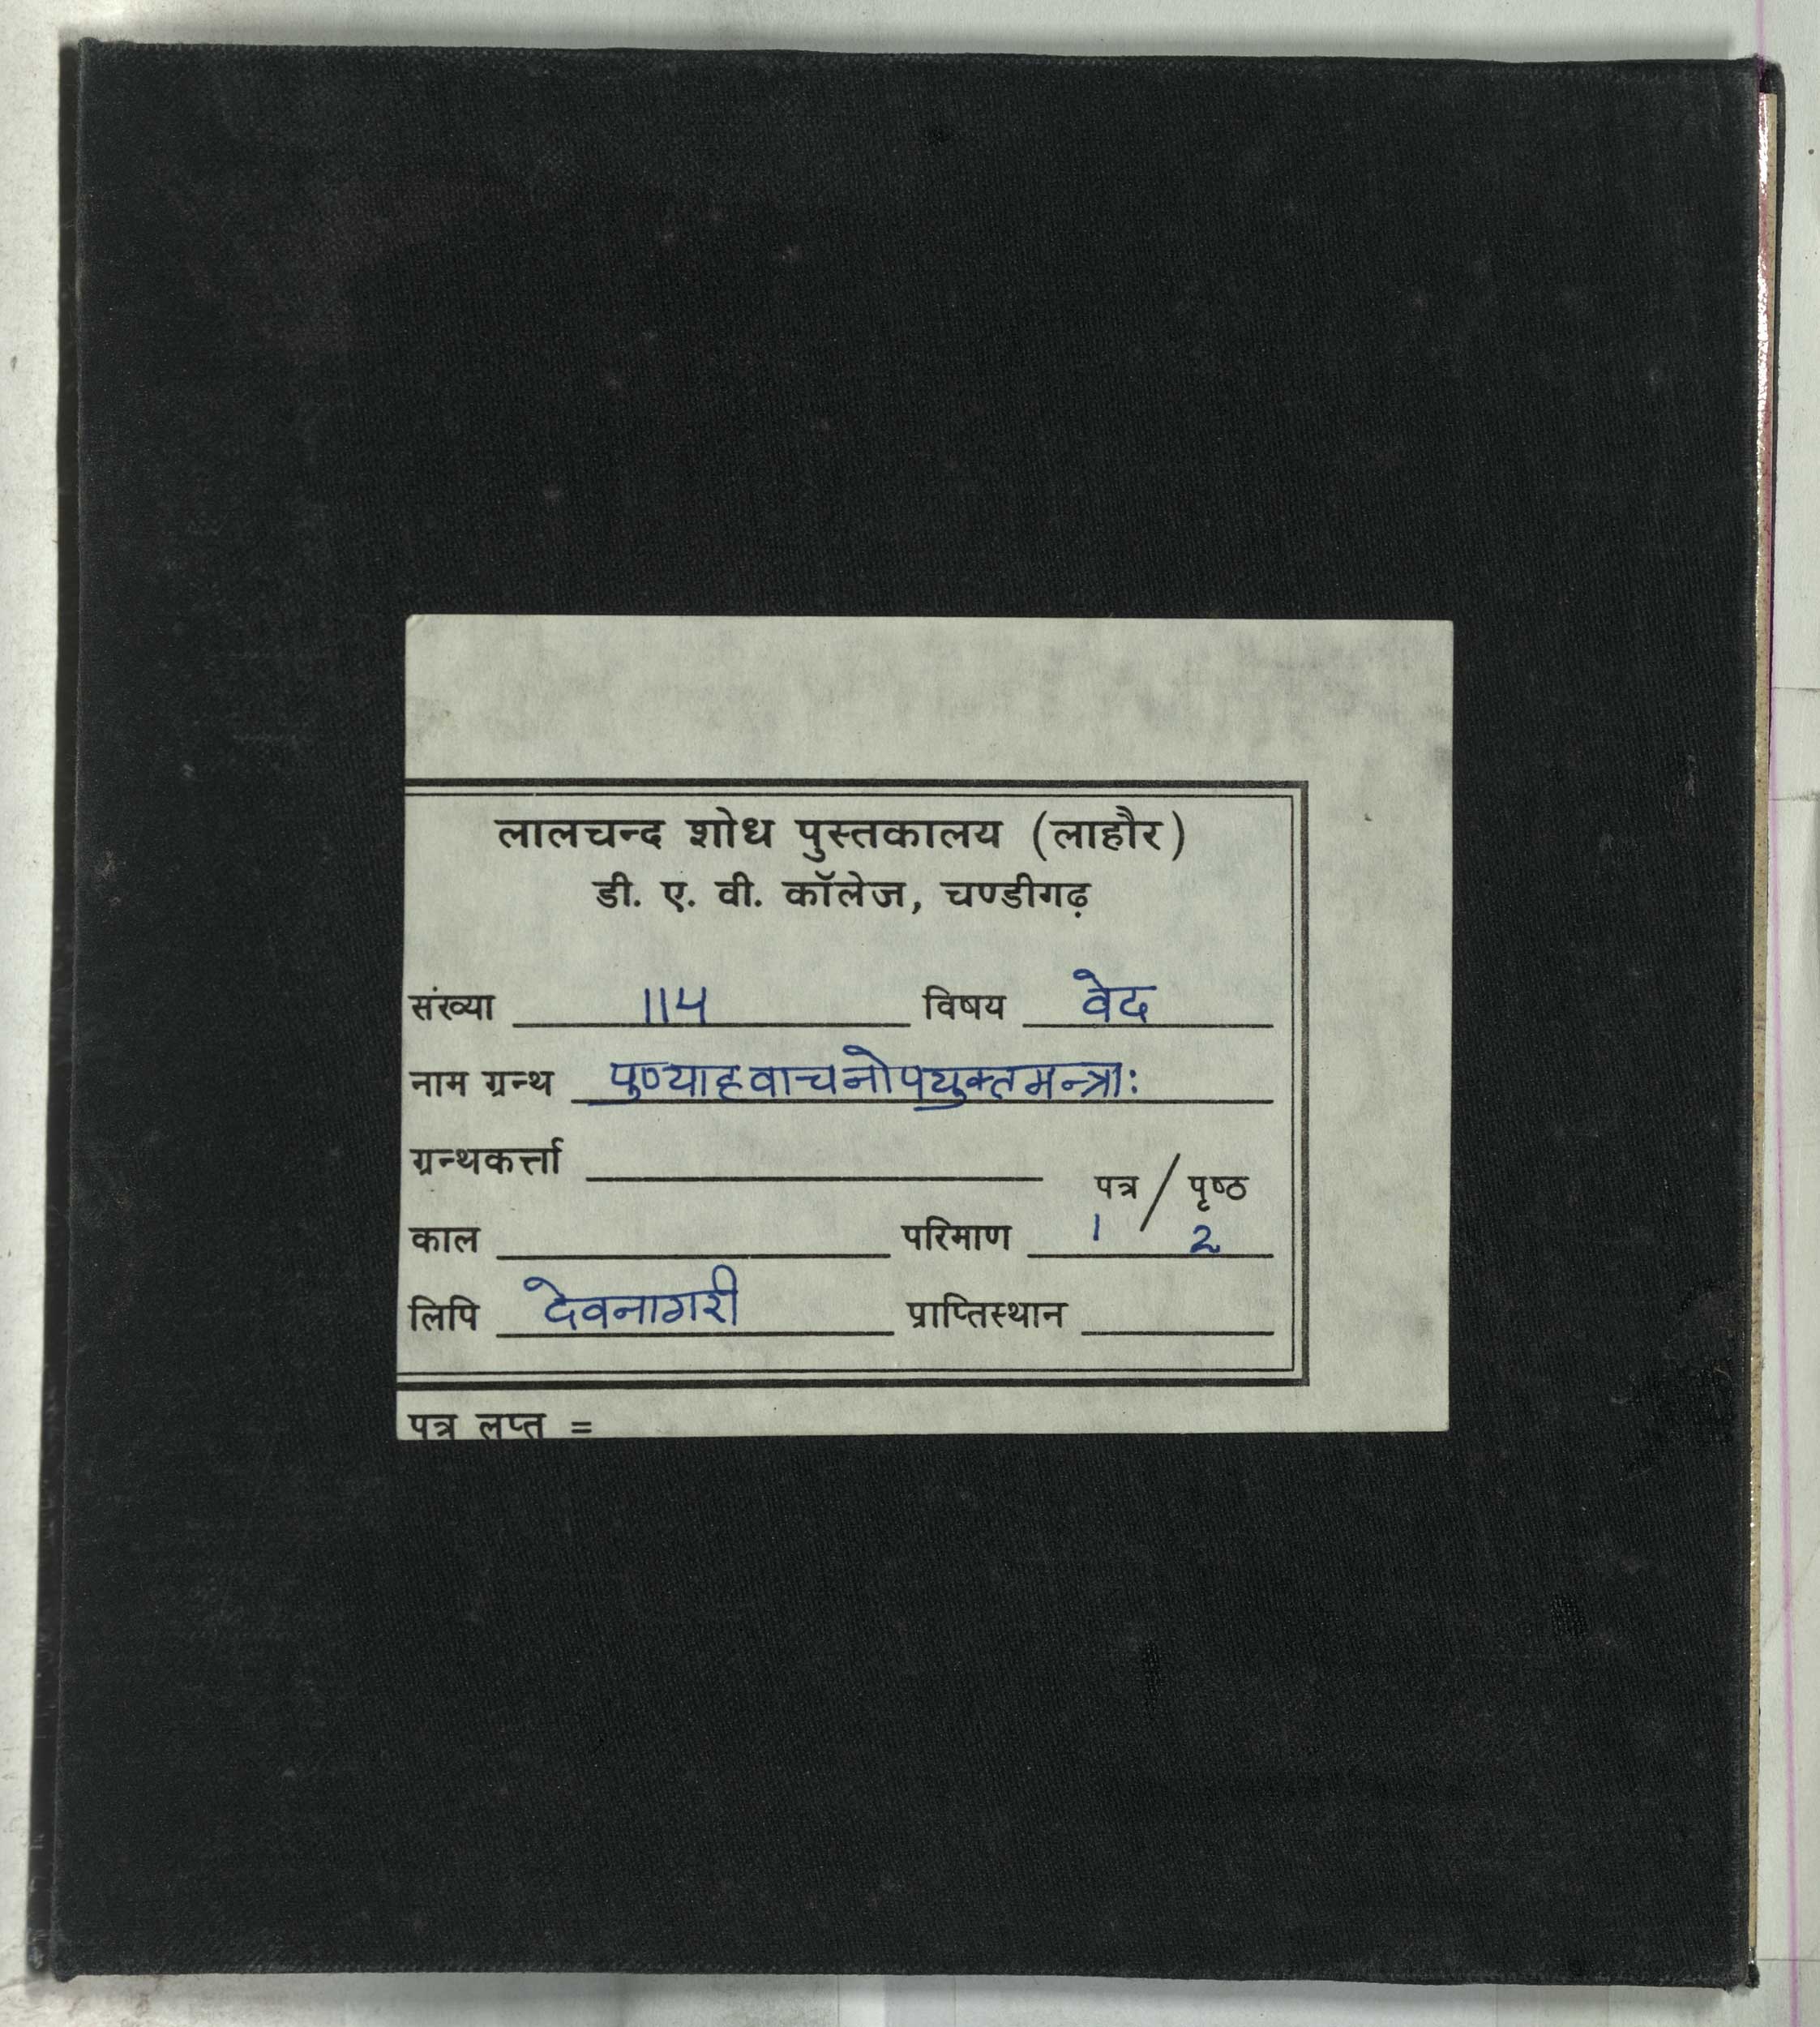 लालचन्द शोध पुस्तकालय (लाहौर)
डी. ए. वी. कॉलेज, चण्डीगढ़
संख्या 114 विषय वेद
नाम ग्रन्थ पुण्याहवाचनोपयुक्तमन्त्राः
ग्रन्थकर्त्ता
पत्र / पृष्ठ
काल परिमाण 1 / 2
लिपि देवनागरी प्राप्तिस्थान
पत्र लुप्त =